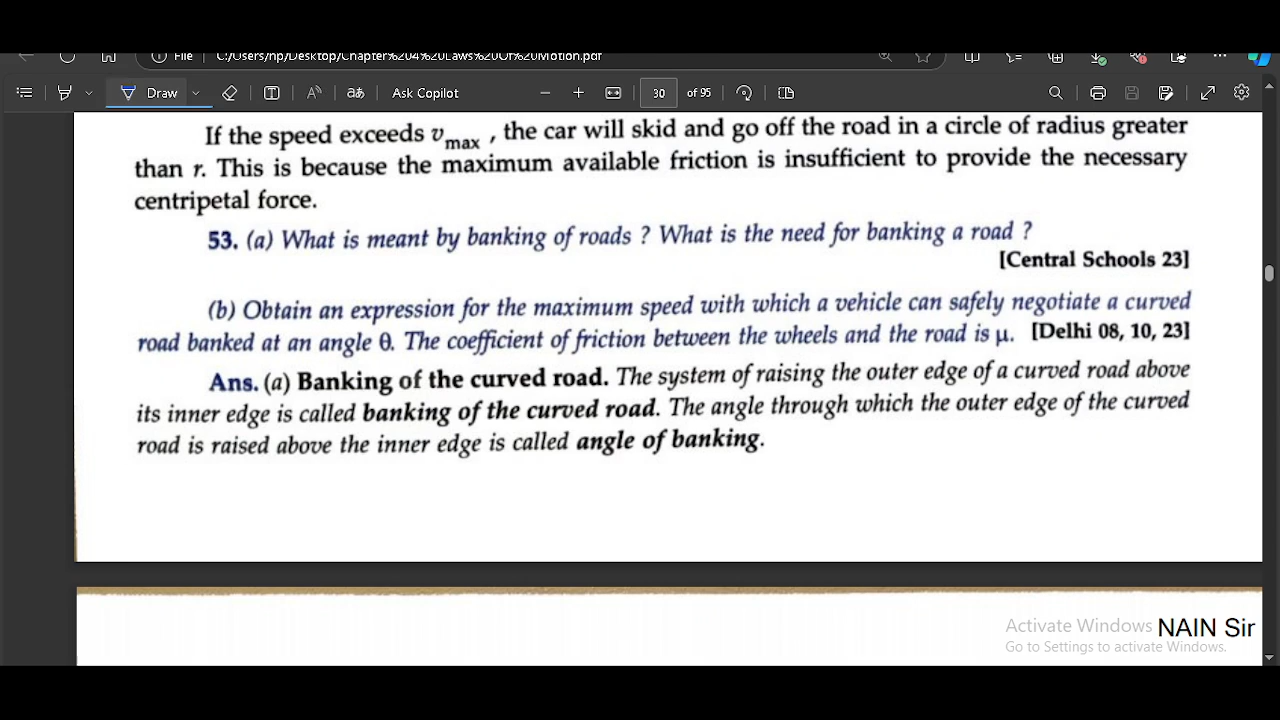 File C:/Users/np/Desktop/Chapter%204%20Laws%20Of%20Motion.pdf
Draw Ask Copilot 30 of 95
If the speed exceeds vmax , the car will skid and go off the road in a circle of radius greater
than r. This is because the maximum available friction is insufficient to provide the necessary
centripetal force.
53. (a) What is meant by banking of roads ? What is the need for banking a road ?
[Central Schools 23]
(b) Obtain an expression for the maximum speed with which a vehicle can safely negotiate a curved
road banked at an angle θ. The coefficient of friction between the wheels and the road is μ. [Delhi 08, 10, 23]
Ans. (a) Banking of the curved road. The system of raising the outer edge of a curved road above
its inner edge is called banking of the curved road. The angle through which the outer edge of the curved
road is raised above the inner edge is called angle of banking.
Activate Windows NAIN Sir
Go to Settings to activate Windows.